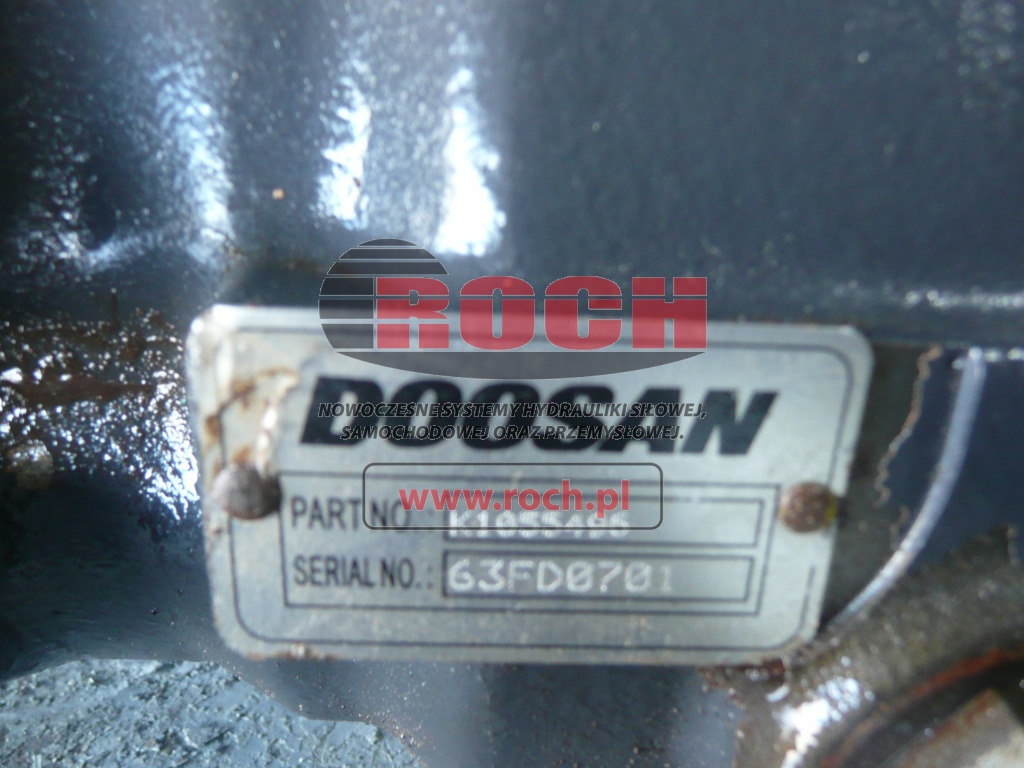 ROCH
DOOSAN
NOWOCZESNE SYSTEMY HYDRAULIKI SIŁOWEJ,
SAMOCHODOWEJ ORAZ PRZEMYSŁOWEJ.
www.roch.pl
PART NO.
SERIAL NO.: 63FD0701